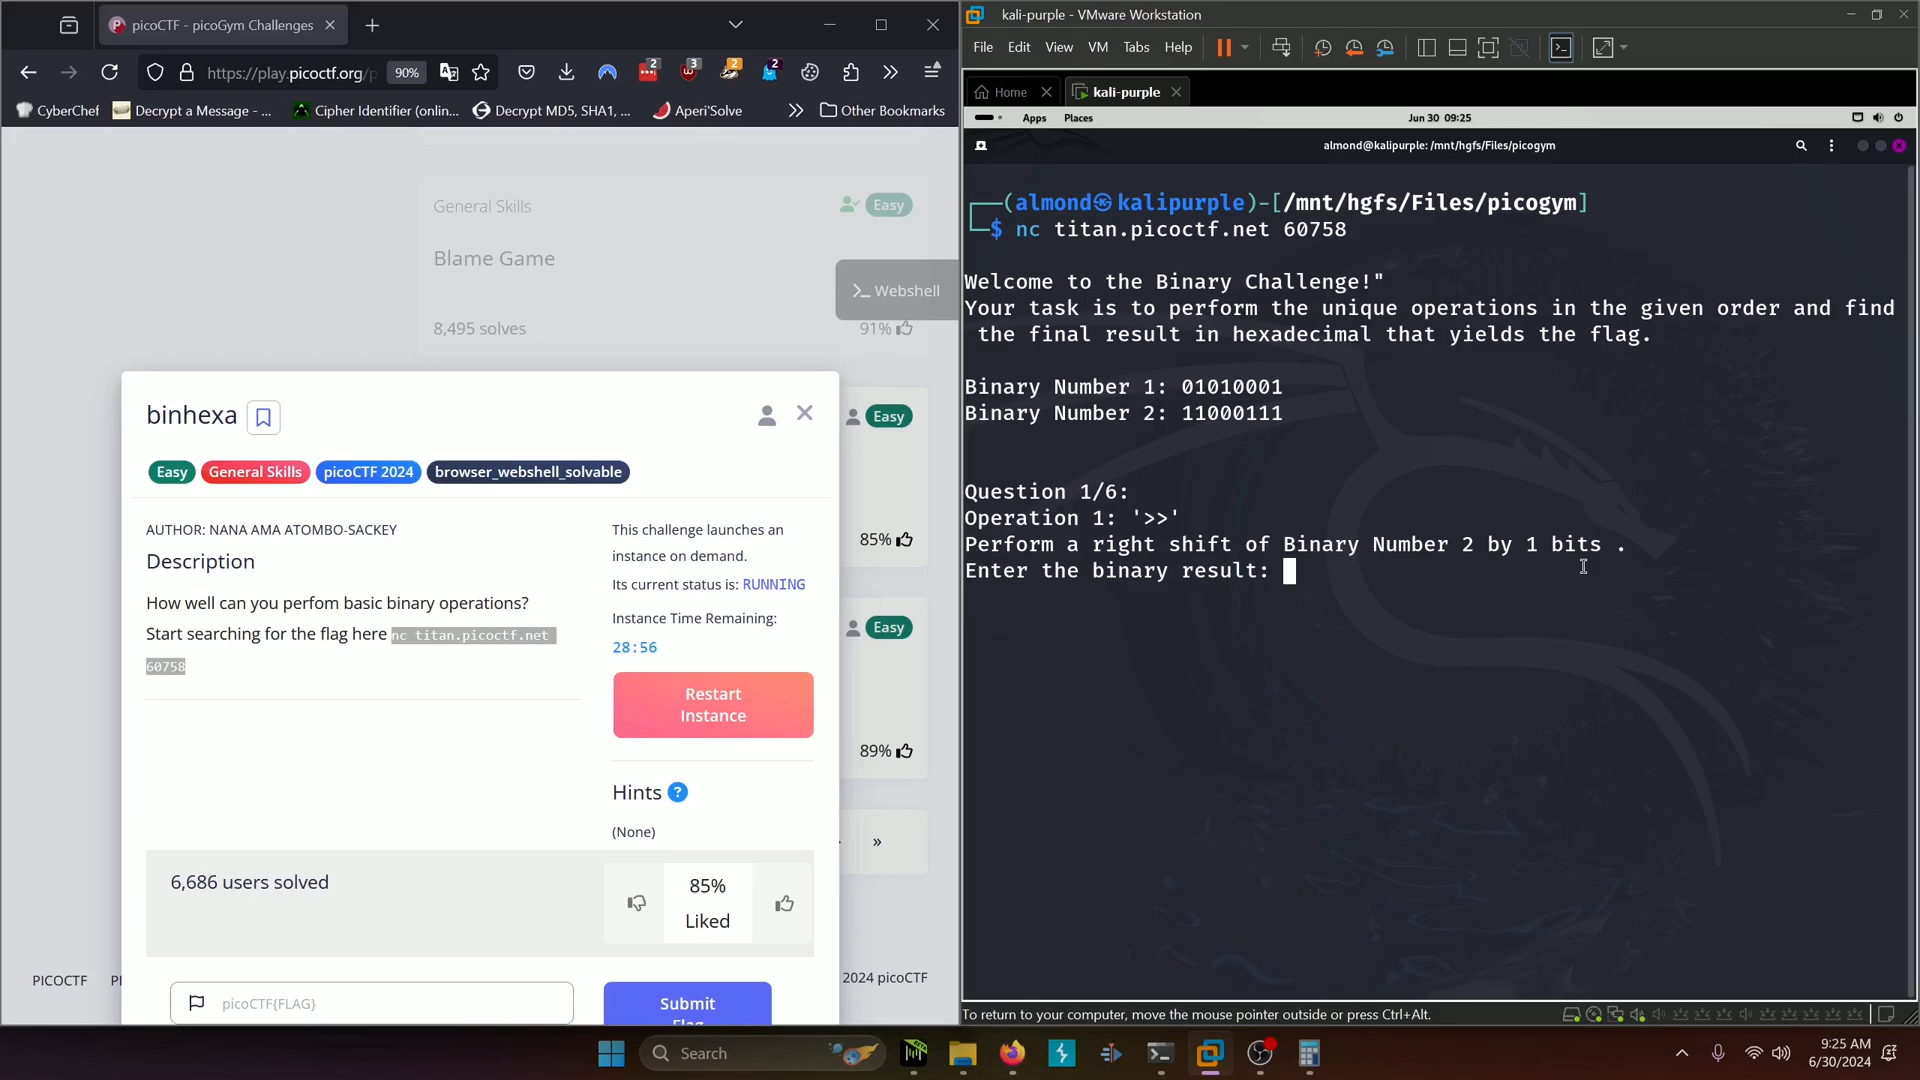 picoCTF - picoGym Challenges
https://play.picoctf.org/p
90%
2
3
2
2
CyberChef
Decrypt a Message - ...
Cipher Identifier (onlin...
Decrypt MD5, SHA1, ...
Aperi'Solve
Other Bookmarks
General Skills
Easy
Blame Game
Webshell
8,495 solves
91%
binhexa
Easy
Easy
General Skills
picoCTF 2024
browser_webshell_solvable
AUTHOR: NANA AMA ATOMBO-SACKEY
Description
How well can you perfom basic binary operations?
Start searching for the flag here nc titan.picoctf.net
60758
This challenge launches an
instance on demand.
Its current status is: RUNNING
Instance Time Remaining:
28:56
Restart
Instance
Hints ?
(None)
85%
Easy
89%
»
6,686 users solved
85%
Liked
PICOCTF
2024 picoCTF
picoCTF{FLAG}
Submit
kali-purple - VMware Workstation
File Edit View VM Tabs Help
Home
kali-purple
Apps Places
Jun 30 09:25
almond@kalipurple: /mnt/hgfs/Files/picogym
┌──(almond㉿kalipurple)-[/mnt/hgfs/Files/picogym]
└─$ nc titan.picoctf.net 60758
Welcome to the Binary Challenge!"
Your task is to perform the unique operations in the given order and find
the final result in hexadecimal that yields the flag.
Binary Number 1: 01010001
Binary Number 2: 11000111
Question 1/6:
Operation 1: '>>'
Perform a right shift of Binary Number 2 by 1 bits .
Enter the binary result:
To return to your computer, move the mouse pointer outside or press Ctrl+Alt.
Search
9:25 AM
6/30/2024